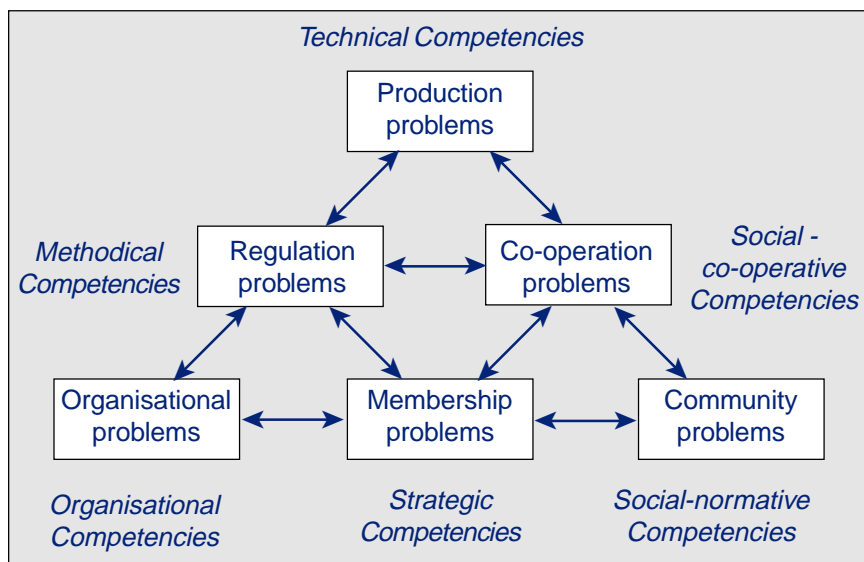 Technical Competencies
Production
problems
Methodical
Competencies
Regulation
problems
Co-operation
problems
Social -
co-operative
Competencies
Organisational
problems
Membership
problems
Community
problems
Organisational
Competencies
Strategic
Competencies
Social-normative
Competencies